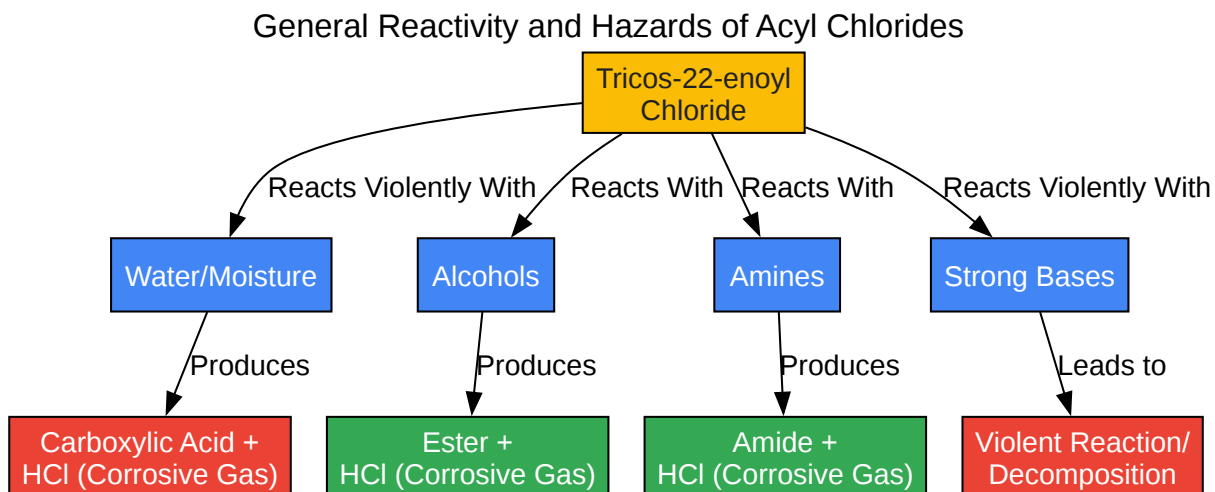 General Reactivity and Hazards of Acyl Chlorides
Tricos-22-enoyl
Chloride
Reacts Violently With
Reacts With
Reacts With
Reacts Violently With
Water/Moisture
Alcohols
Amines
Strong Bases
Produces
Produces
Produces
Leads to
Carboxylic Acid +
HCl (Corrosive Gas)
Ester +
HCl (Corrosive Gas)
Amide +
HCl (Corrosive Gas)
Violent Reaction/
Decomposition